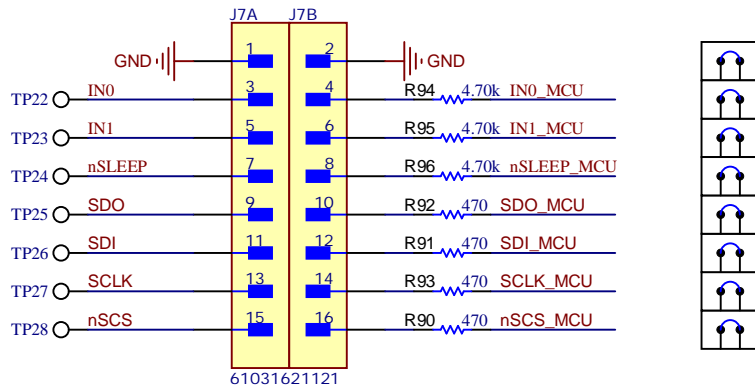 J7A J7B
GND 1 2 GND
TP22 IN0 3 4 R94 4.70k IN0_MCU
TP23 IN1 5 6 R95 4.70k IN1_MCU
TP24 nSLEEP 7 8 R96 4.70k nSLEEP_MCU
TP25 SDO 9 10 R92 470 SDO_MCU
TP26 SDI 11 12 R91 470 SDI_MCU
TP27 SCLK 13 14 R93 470 SCLK_MCU
TP28 nSCS 15 16 R90 470 nSCS_MCU
61031621121